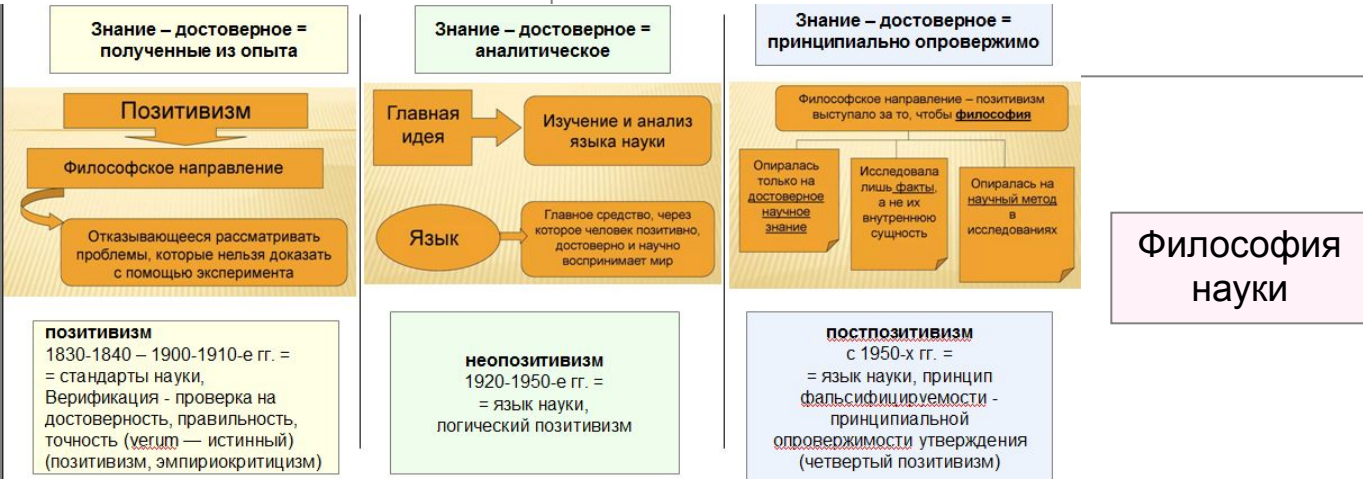 Знание – достоверное =
полученные из опыта
Позитивизм
Философское направление
Отказывающееся рассматривать
проблемы, которые нельзя доказать
с помощью эксперимента
позитивизм
1830-1840 – 1900-1910-е гг. =
= стандарты науки,
Верификация - проверка на
достоверность, правильность,
точность (verum — истинный)
(позитивизм, эмпириокритицизм)
Знание – достоверное =
аналитическое
Главная
идея
Изучение и анализ
языка науки
Язык
Главное средство, через
которое человек позитивно,
достоверно и научно
воспринимает мир
неопозитивизм
1920-1950-е гг. =
= язык науки,
логический позитивизм
Знание – достоверное =
принципиально опровержимо
Философское направление – позитивизм
выступало за то, чтобы философия
Опиралась
только на
достоверное
научное
знание
Исследовала
лишь факты,
а не их
внутреннюю
сущность
Опиралась на
научный метод
в
исследованиях
постпозитивизм
с 1950-х гг. =
= язык науки, принцип
фальсифицируемости -
принципиальной
опровержимости утверждения
(четвертый позитивизм)
Философия
науки